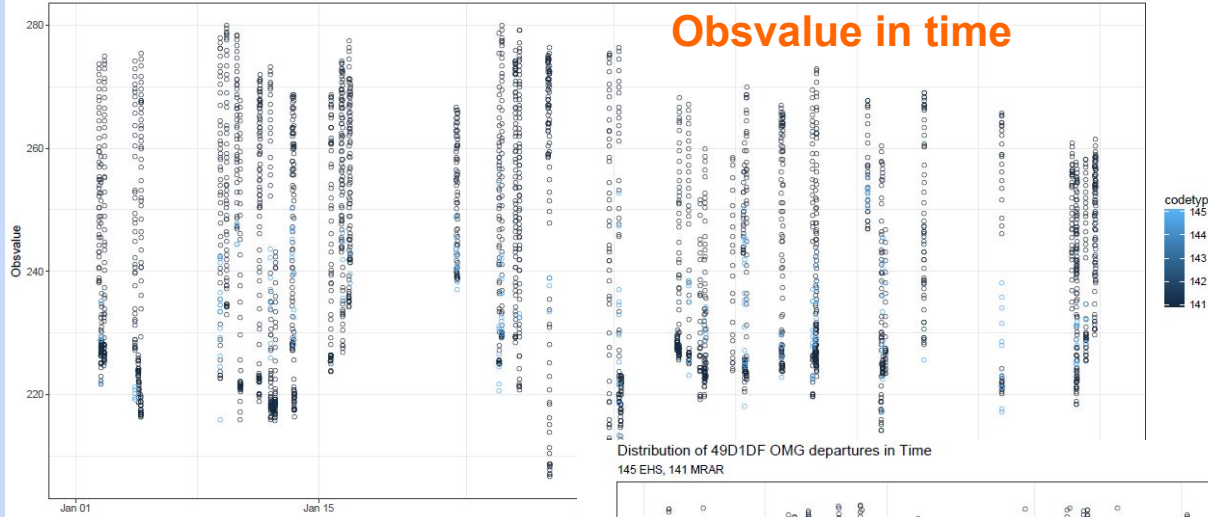 Obsvalue in time
280
260
240
220
Obsvalue
Jan 01
Jan 15
codetyp
145
144
143
142
141
Distribution of 49D1DF OMG departures in Time
145 EHS, 141 MRAR